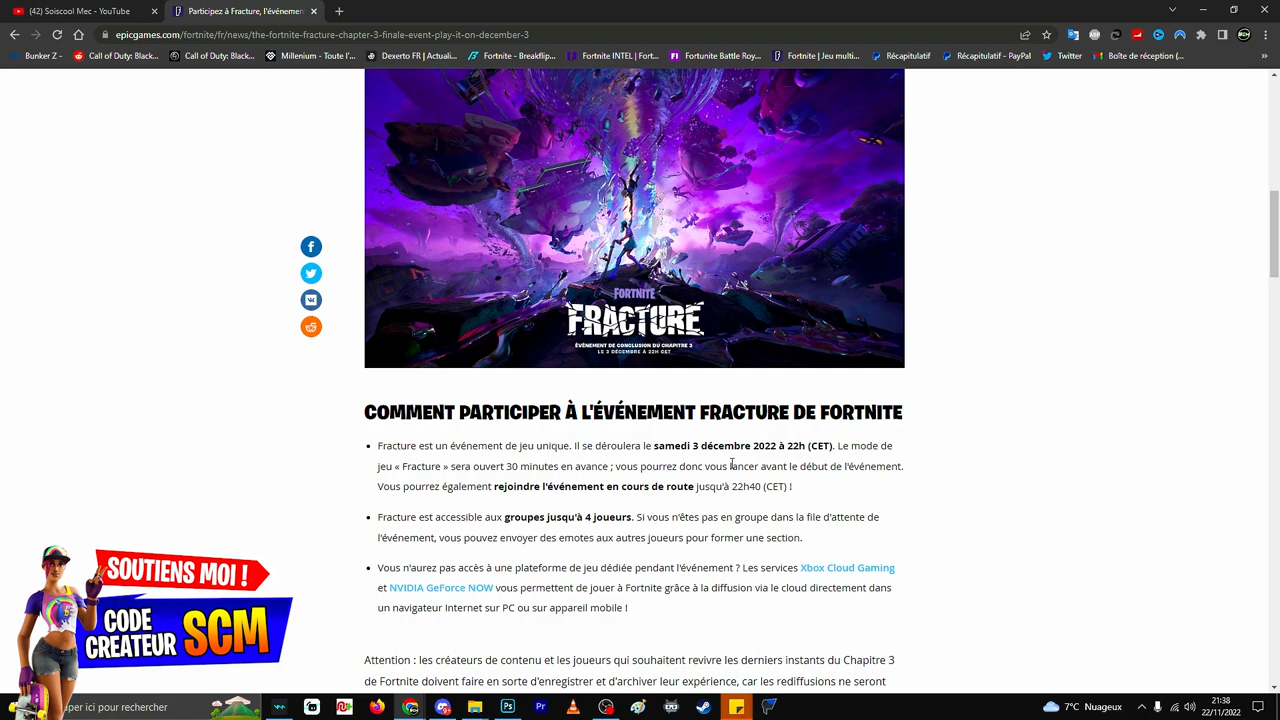 (42) Soiscool Mec - YouTube
Participez à Fracture, l'événemen
epicgames.com/fortnite/fr/news/the-fortnite-fracture-chapter-3-finale-event-play-it-on-december-3
Bunker Z - Call of Duty: Black... Call of Duty: Black... Millenium - Toute l'i... Dexerto FR | Actuali... Fortnite - Breakflip... Fortnite INTEL | Fort... Fortunite Battle Roy... Fortnite | Jeu multi... Récapitulatif Récapitulatif - PayPal Twitter Boîte de réception (... »
FORTNITE
FRACTURE
ÉVÉNEMENT DE CONCLUSION DU CHAPITRE 3
LE 3 DÉCEMBRE À 22H CET
COMMENT PARTICIPER À L'ÉVÉNEMENT FRACTURE DE FORTNITE
• Fracture est un événement de jeu unique. Il se déroulera le samedi 3 décembre 2022 à 22h (CET). Le mode de
jeu « Fracture » sera ouvert 30 minutes en avance ; vous pourrez donc vous lancer avant le début de l'événement.
Vous pourrez également rejoindre l'événement en cours de route jusqu'à 22h40 (CET) !
• Fracture est accessible aux groupes jusqu'à 4 joueurs. Si vous n'êtes pas en groupe dans la file d'attente de
l'événement, vous pouvez envoyer des emotes aux autres joueurs pour former une section.
• Vous n'aurez pas accès à une plateforme de jeu dédiée pendant l'événement ? Les services Xbox Cloud Gaming
et NVIDIA GeForce NOW vous permettent de jouer à Fortnite grâce à la diffusion via le cloud directement dans
un navigateur Internet sur PC ou sur appareil mobile !
Attention : les créateurs de contenu et les joueurs qui souhaitent revivre les derniers instants du Chapitre 3
de Fortnite doivent faire en sorte d'enregistrer et d'archiver leur expérience, car les rediffusions ne seront
SOUTIENS MOI !
CODE
CREATEUR SCM
aper ici pour rechercher
7°C Nuageux
21:38
22/11/2022